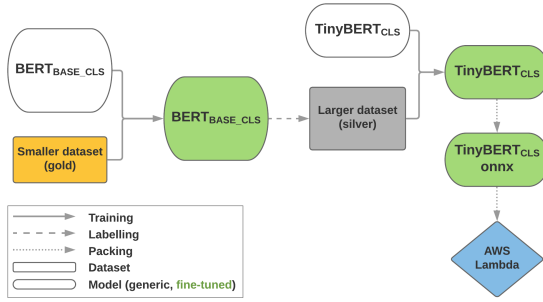 BERTBASE_CLS
Smaller dataset
(gold)
BERTBASE_CLS
TinyBERTCLS
Larger dataset
(silver)
TinyBERTCLS
TinyBERTCLS
onnx
AWS
Lambda
Training
Labelling
Packing
Dataset
Model (generic, fine-tuned)